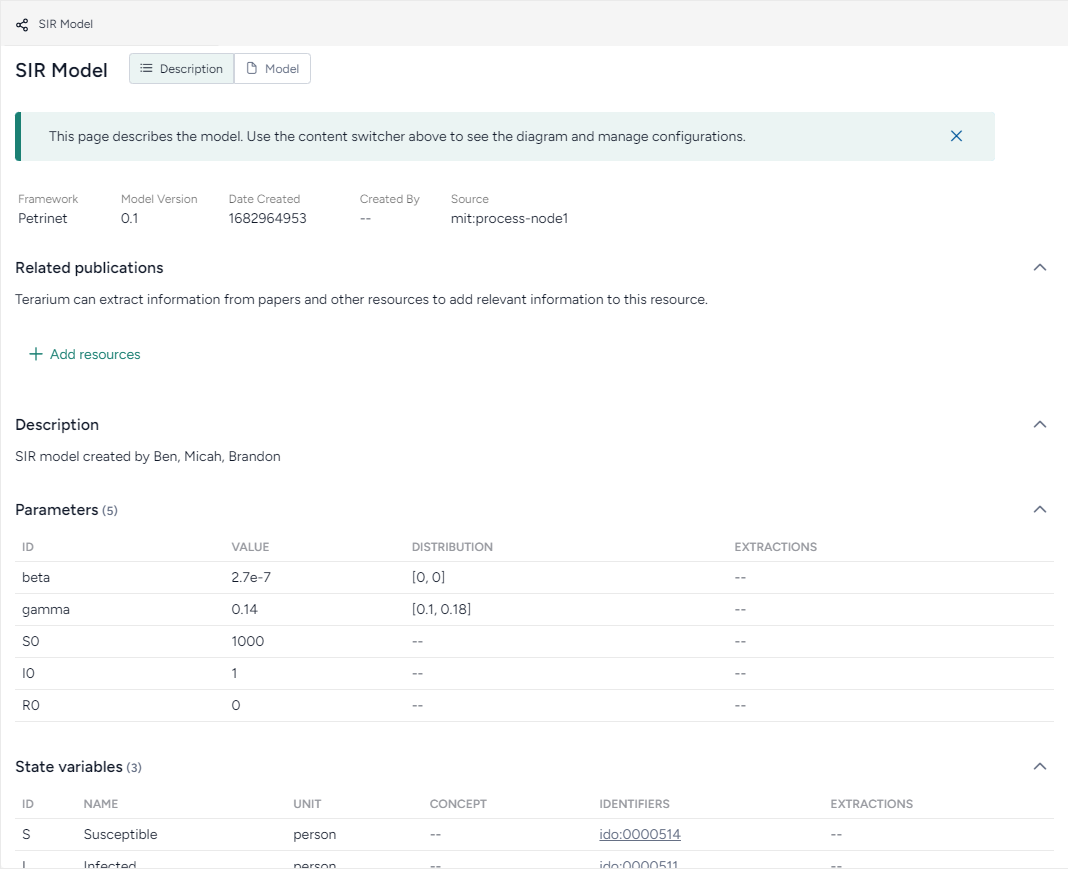 SIR Model
SIR Model Description Model
This page describes the model. Use the content switcher above to see the diagram and manage configurations.
Framework Model Version Date Created Created By Source
Petrinet 0.1 1682964953 -- mit:process-node1
Related publications
Terarium can extract information from papers and other resources to add relevant information to this resource.
+ Add resources
Description
SIR model created by Ben, Micah, Brandon
Parameters (5)
ID VALUE DISTRIBUTION EXTRACTIONS
beta 2.7e-7 [0, 0] --
gamma 0.14 [0.1, 0.18] --
S0 1000 -- --
I0 1 -- --
R0 0 -- --
State variables (3)
ID NAME UNIT CONCEPT IDENTIFIERS EXTRACTIONS
S Susceptible person -- ido:0000514 --
I Infected person -- ido:0000511 --